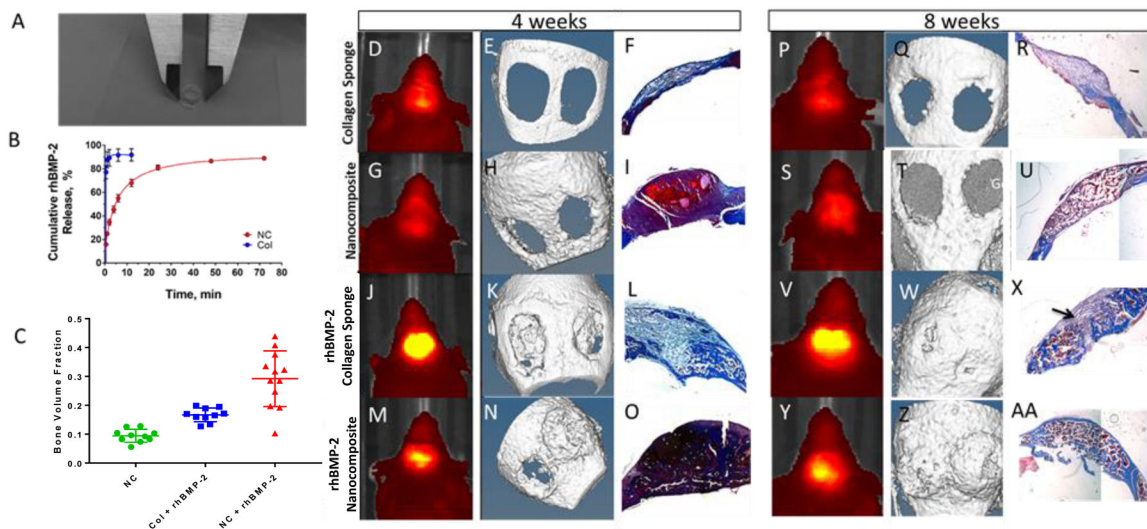 A
4 weeks
8 weeks
D
E
F
P
Q
R
Collagen Sponge
B
Cumulative rhBMP-2
Release, %
100
80
60
40
20
0
NC
Col
0 10 20 30 40 50 60 70 80
Time, min
G
H
I
S
T
U
Nanocomposite
C
J
K
L
V
W
X
rhBMP-2
Collagen Sponge
Bone Volume Fraction
0.5
0.4
0.3
0.2
0.1
0.0
NC
Col + rhBMP-2
NC + rhBMP-2
M
N
O
Y
Z
AA
rhBMP-2
Nanocomposite